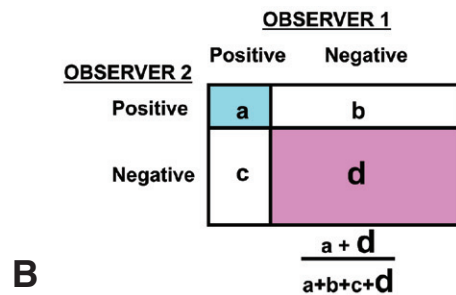 OBSERVER 1
Positive Negative
OBSERVER 2
Positive a b
Negative c d
a + d
a+b+c+d
B